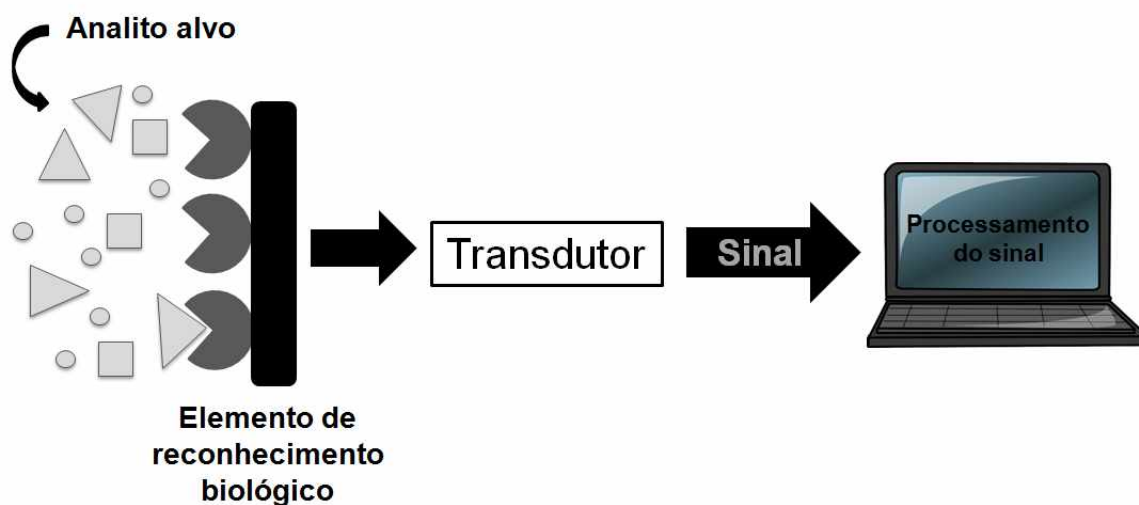 Analito alvo
Transdutor
Sinal
Processamento
do sinal
Elemento de
reconhecimento
biológico